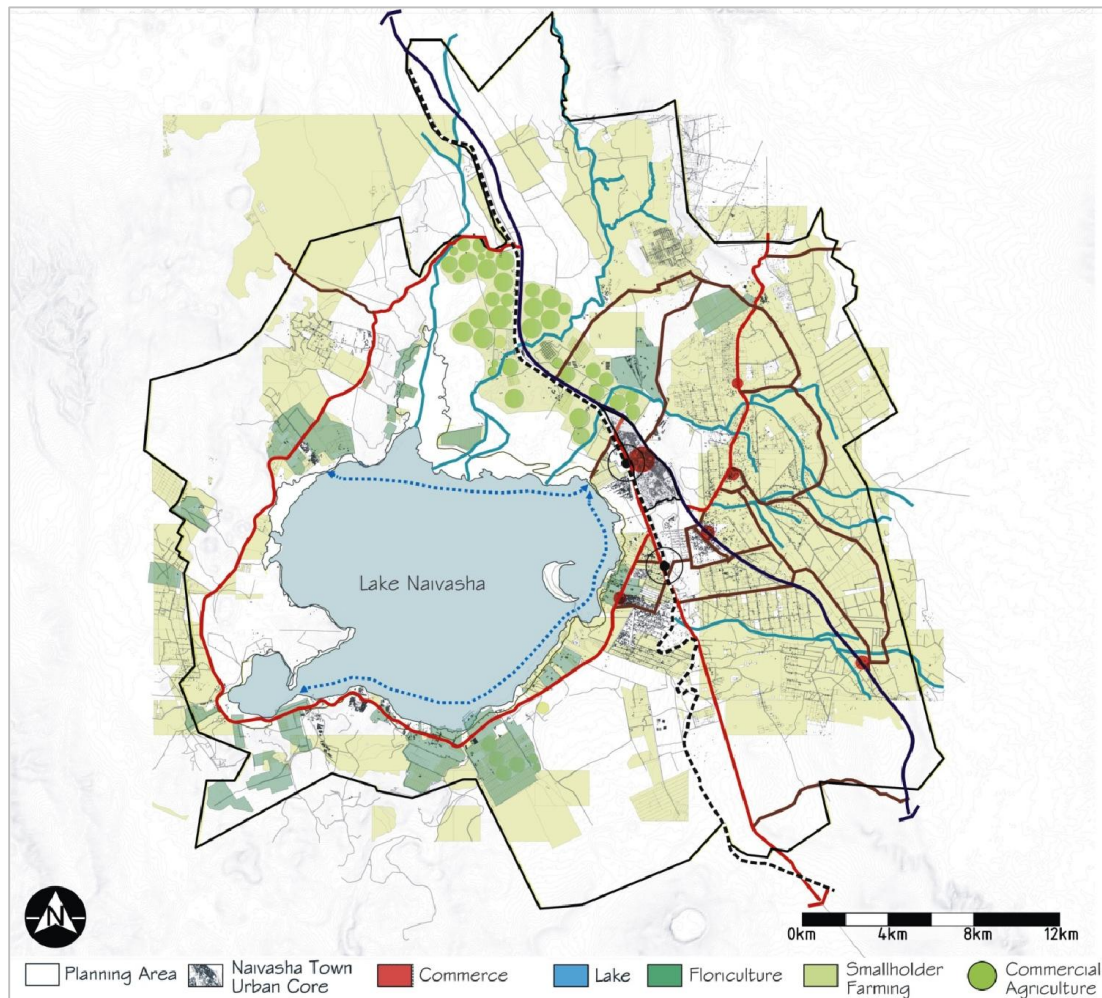 Lake Naivasha
N
0km 4km 8km 12km
Planning Area
Naivasha Town
Urban Core
Commerce
Lake
Floriculture
Smallholder
Farming
Commercial
Agriculture